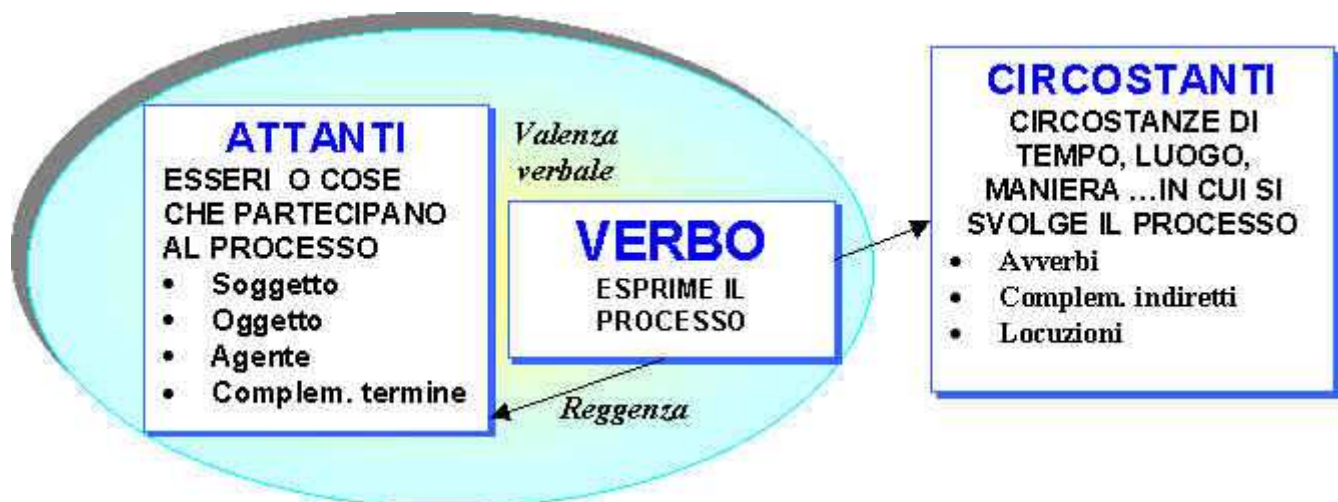 ATTANTI
ESSERI O COSE
CHE PARTECIPANO
AL PROCESSO
• Soggetto
• Oggetto
• Agente
• Complem. termine
Valenza
verbale
VERBO
ESPRIME IL
PROCESSO
Reggenza
CIRCOSTANTI
CIRCOSTANZE DI
TEMPO, LUOGO,
MANIERA ...IN CUI SI
SVOLGE IL PROCESSO
• Avverbi
• Complem. indiretti
• Locuzioni